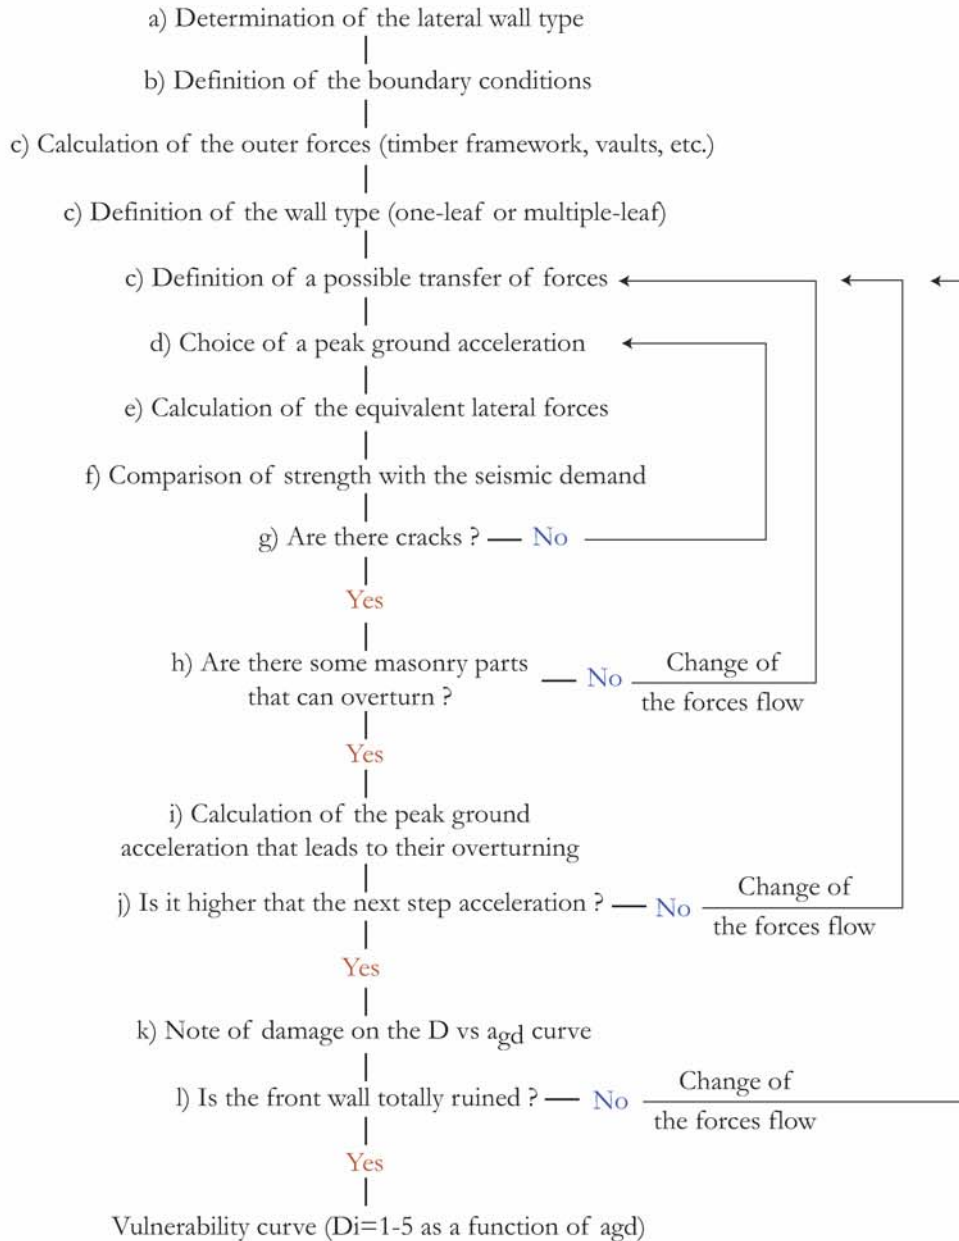 a) Determination of the lateral wall type
b) Definition of the boundary conditions
c) Calculation of the outer forces (timber framework, vaults, etc.)
c) Definition of the wall type (one-leaf or multiple-leaf)
c) Definition of a possible transfer of forces
d) Choice of a peak ground acceleration
e) Calculation of the equivalent lateral forces
f) Comparison of strength with the seismic demand
g) Are there cracks ? No
Yes
h) Are there some masonry parts
that can overturn ?
No
Change of
the forces flow
Yes
i) Calculation of the peak ground
acceleration that leads to their overturning
j) Is it higher that the next step acceleration ? No
Change of
the forces flow
Yes
k) Note of damage on the D vs agd curve
l) Is the front wall totally ruined ? No
Change of
the forces flow
Yes
Vulnerability curve (Di=1-5 as a function of agd)